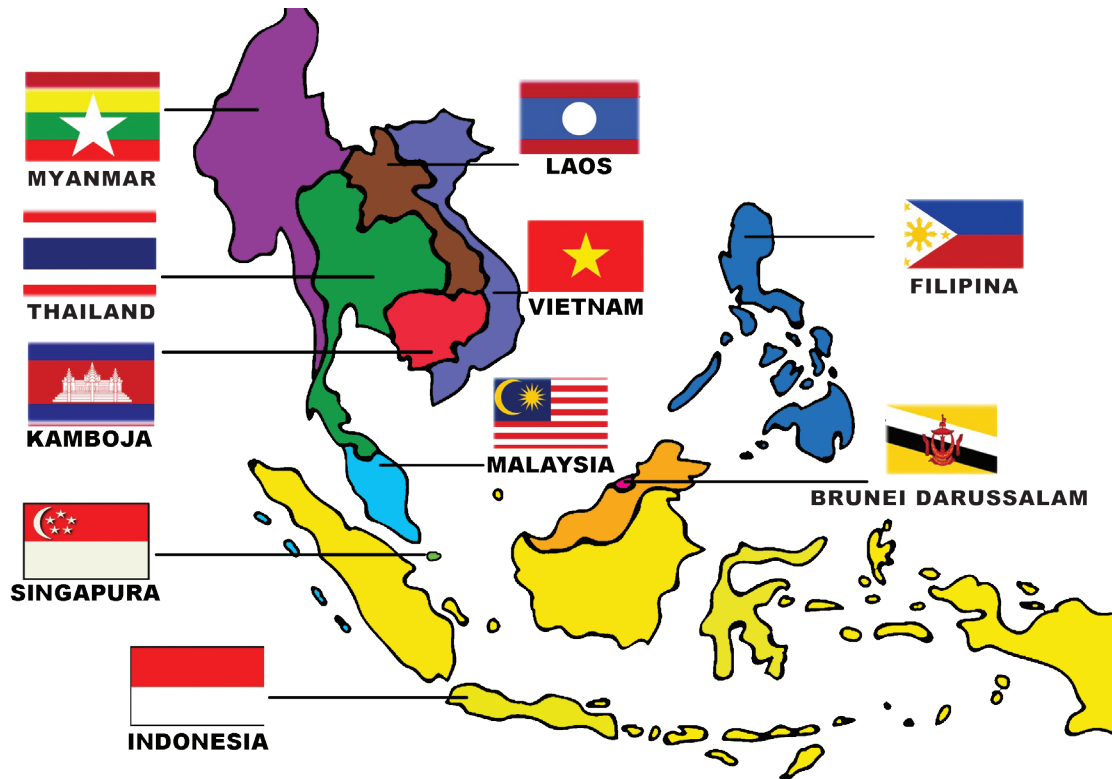 MYANMAR
LAOS
THAILAND
VIETNAM
FILIPINA
KAMBOJA
MALAYSIA
BRUNEI DARUSSALAM
SINGAPURA
INDONESIA